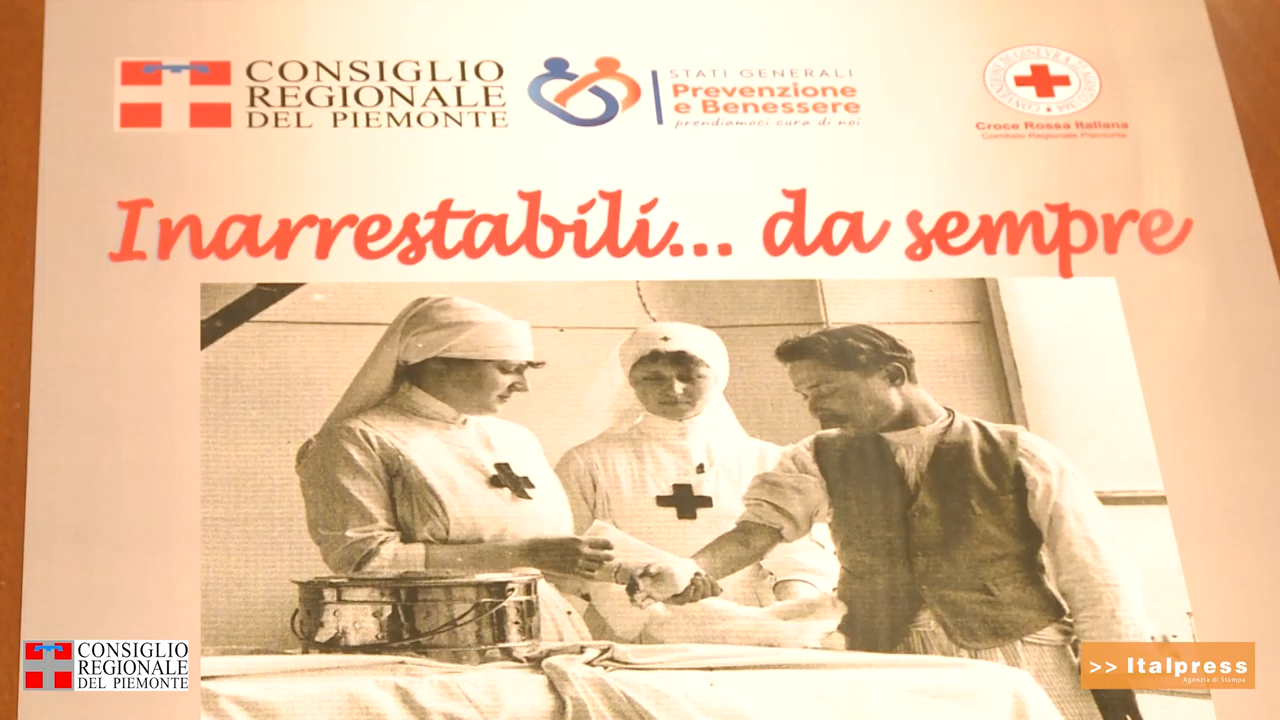 CONSIGLIO
REGIONALE
DEL PIEMONTE
STATI GENERALI
Prevenzione
e Benessere
prendiamoci cura di noi
Croce Rossa Italiana
Comitato Regionale Piemonte
Inarrestabili... da sempre
CONSIGLIO
REGIONALE
DEL PIEMONTE
>> Italpress
Agenzia di Stampa